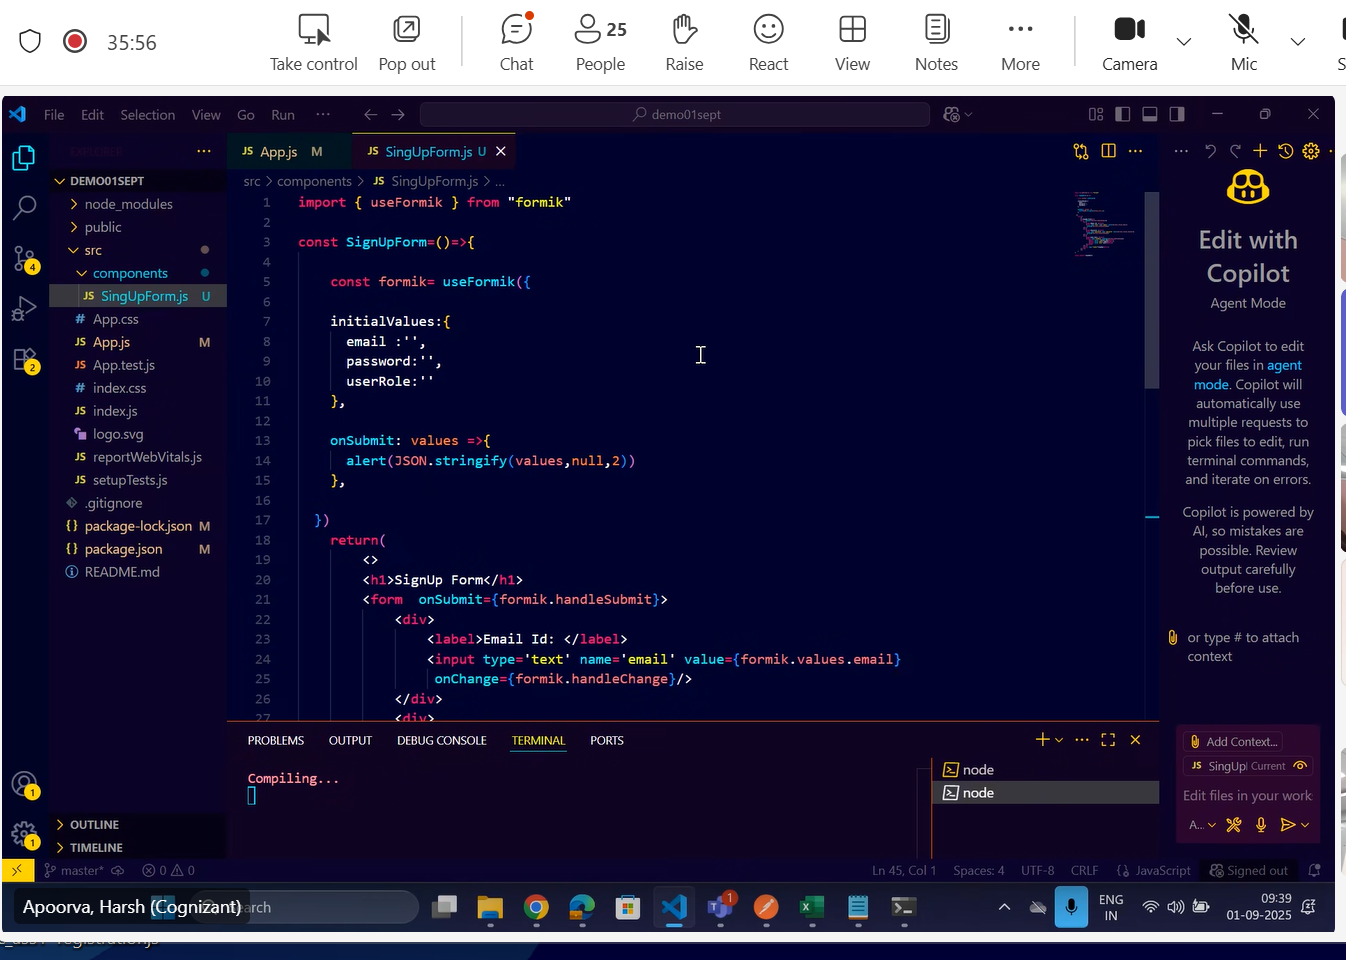 35:56
Take control
Pop out
Chat
25
People
Raise
React
View
Notes
More
Camera
Mic
File Edit Selection View Go Run ···
demo01sept
JS App.js M
JS SingUpForm.js U
src > components > JS SingUpForm.js > ...
DEMO01SEPT
node_modules
public
src
components
JS SingUpForm.js U
# App.css
JS App.js M
JS App.test.js
# index.css
JS index.js
logo.svg
JS reportWebVitals.js
JS setupTests.js
.gitignore
{} package-lock.json M
{} package.json M
README.md
OUTLINE
TIMELINE
4
2
1
1
1 import { useFormik } from "formik"
2
3 const SignUpForm=()=>{
4
5 const formik= useFormik({
6
7 initialValues:{
8 email :'',
9 password:'',
10 userRole:''
11 },
12
13 onSubmit: values =>{
14 alert(JSON.stringify(values,null,2))
15 },
16
17 })
18 return(
19 <>
20 <h1>SignUp Form</h1>
21 <form onSubmit={formik.handleSubmit}>
22 <div>
23 <label>Email Id: </label>
24 <input type='text' name='email' value={formik.values.email}
25 onChange={formik.handleChange}/>
26 </div>
27 <div>
PROBLEMS OUTPUT DEBUG CONSOLE TERMINAL PORTS
Compiling...
node
node
Edit with
Copilot
Agent Mode
Ask Copilot to edit
your files in agent
mode. Copilot will
automatically use
multiple requests to
pick files to edit, run
terminal commands,
and iterate on errors.
Copilot is powered by
AI, so mistakes are
possible. Review
output carefully
before use.
or type # to attach
context
Add Context...
JS SingUp Current
Edit files in your work
A...
master*
0 0
Ln 45, Col 1 Spaces: 4 UTF-8 CRLF {} JavaScript Signed out
Apoorva, Harsh (Cognizant)
1
ENG
IN
09:39
01-09-2025